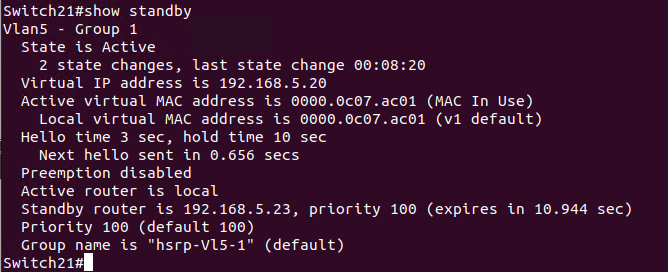 Switch21#show standby
Vlan5 - Group 1
  State is Active
    2 state changes, last state change 00:08:20
  Virtual IP address is 192.168.5.20
  Active virtual MAC address is 0000.0c07.ac01 (MAC In Use)
    Local virtual MAC address is 0000.0c07.ac01 (v1 default)
  Hello time 3 sec, hold time 10 sec
    Next hello sent in 0.656 secs
  Preemption disabled
  Active router is local
  Standby router is 192.168.5.23, priority 100 (expires in 10.944 sec)
  Priority 100 (default 100)
  Group name is "hsrp-Vl5-1" (default)
Switch21#